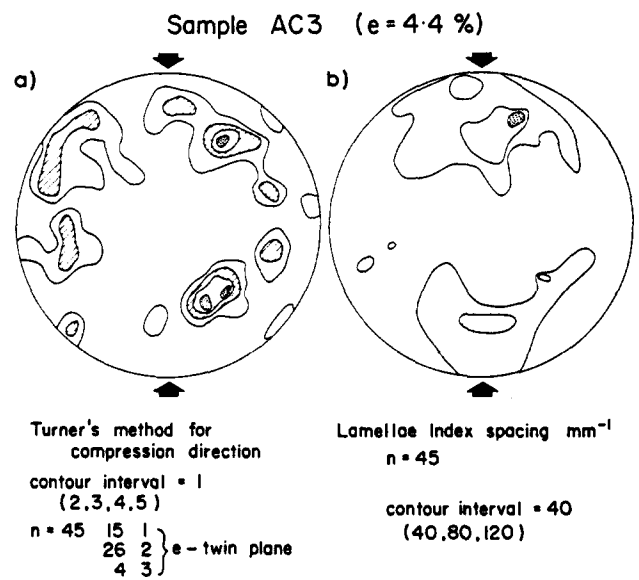 Sample AC3 (e=4·4 %)
a)
b)
Turner's method for
compression direction
contour interval = 1
(2,3,4,5)
n = 45 15 1
26 2
4 3
e-twin plane
Lamellae Index spacing mm⁻¹
n = 45
contour interval = 40
(40,80,120)